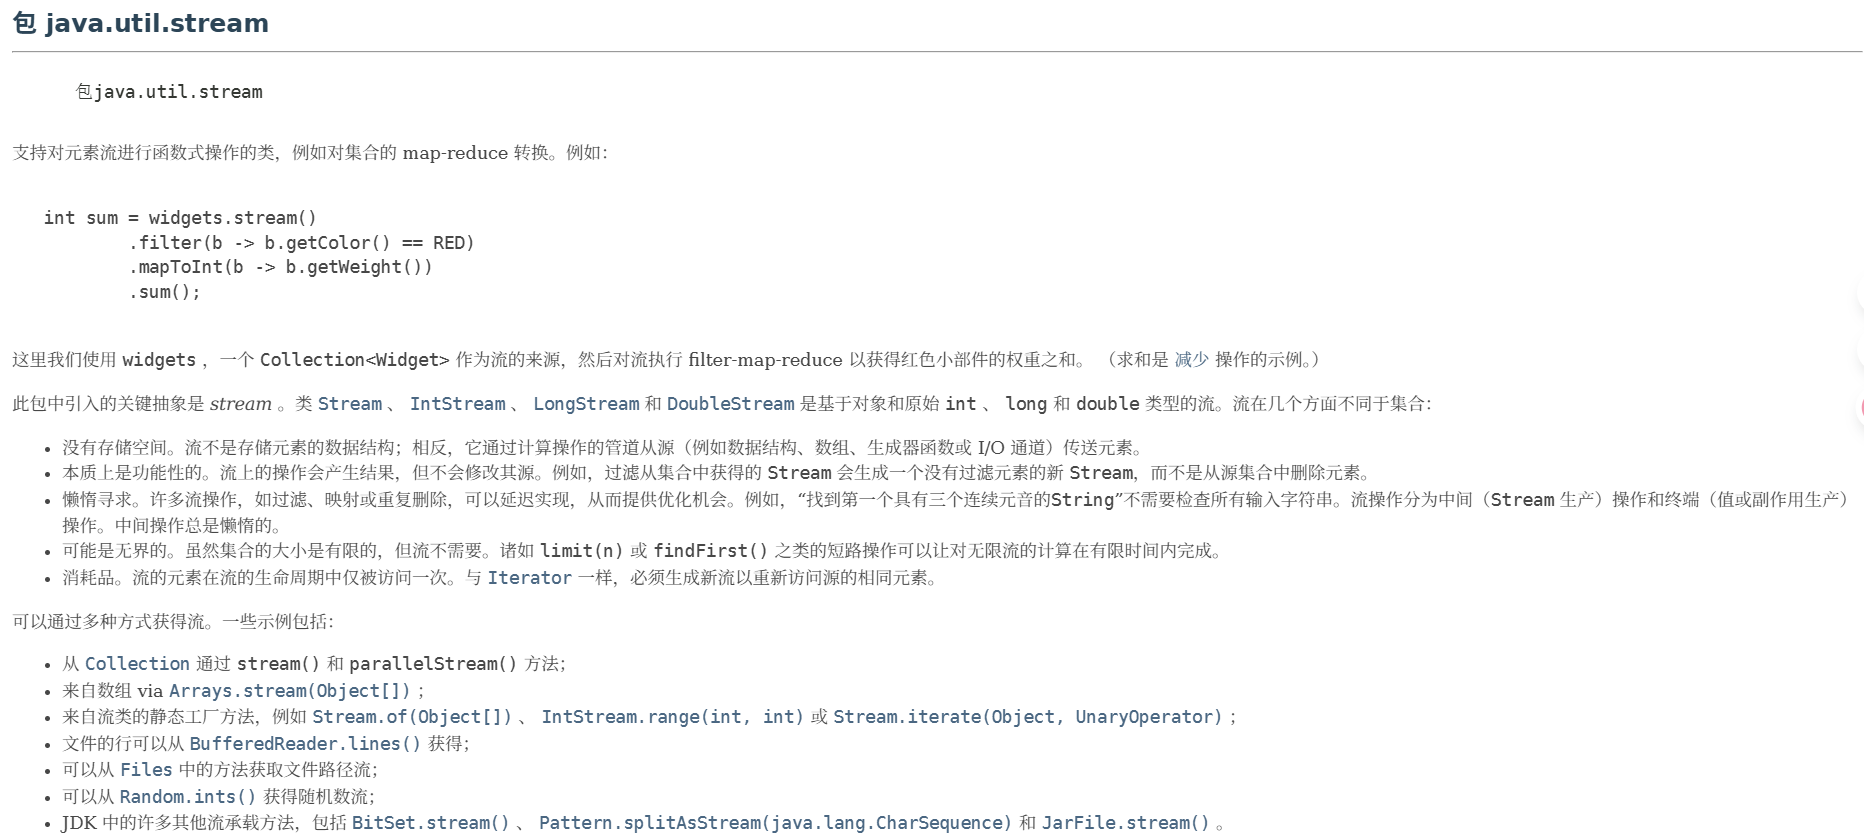 包 java.util.stream
包java.util.stream
支持对元素流进行函数式操作的类，例如对集合的 map-reduce 转换。例如：
int sum = widgets.stream()
.filter(b -> b.getColor() == RED)
.mapToInt(b -> b.getWeight())
.sum();
这里我们使用 widgets ，一个 Collection<Widget> 作为流的来源，然后对流执行 filter-map-reduce 以获得红色小部件的权重之和。 （求和是 减少 操作的示例。）
此包中引入的关键抽象是 stream 。类 Stream 、 IntStream 、 LongStream 和 DoubleStream 是基于对象和原始 int 、 long 和 double 类型的流。流在几个方面不同于集合：
• 没有存储空间。流不是存储元素的数据结构；相反，它通过计算操作的管道从源（例如数据结构、数组、生成器函数或 I/O 通道）传送元素。
• 本质上是功能性的。流上的操作会产生结果，但不会修改其源。例如，过滤从集合中获得的 Stream 会生成一个没有过滤元素的新 Stream，而不是从源集合中删除元素。
• 懒惰寻求。许多流操作，如过滤、映射或重复删除，可以延迟实现，从而提供优化机会。例如，“找到第一个具有三个连续元音的String”不需要检查所有输入字符串。流操作分为中间（Stream 生产）操作和终端（值或副作用生产）
操作。中间操作总是懒惰的。
• 可能是无界的。虽然集合的大小是有限的，但流不需要。诸如 limit(n) 或 findFirst() 之类的短路操作可以让对无限流的计算在有限时间内完成。
• 消耗品。流的元素在流的生命周期中仅被访问一次。与 Iterator 一样，必须生成新流以重新访问源的相同元素。
可以通过多种方式获得流。一些示例包括：
• 从 Collection 通过 stream() 和 parallelStream() 方法；
• 来自数组 via Arrays.stream(Object[]) ；
• 来自流类的静态工厂方法，例如 Stream.of(Object[]) 、 IntStream.range(int, int) 或 Stream.iterate(Object, UnaryOperator) ；
• 文件的行可以从 BufferedReader.lines() 获得；
• 可以从 Files 中的方法获取文件路径流；
• 可以从 Random.ints() 获得随机数流；
• JDK 中的许多其他流承载方法，包括 BitSet.stream() 、 Pattern.splitAsStream(java.lang.CharSequence) 和 JarFile.stream() 。